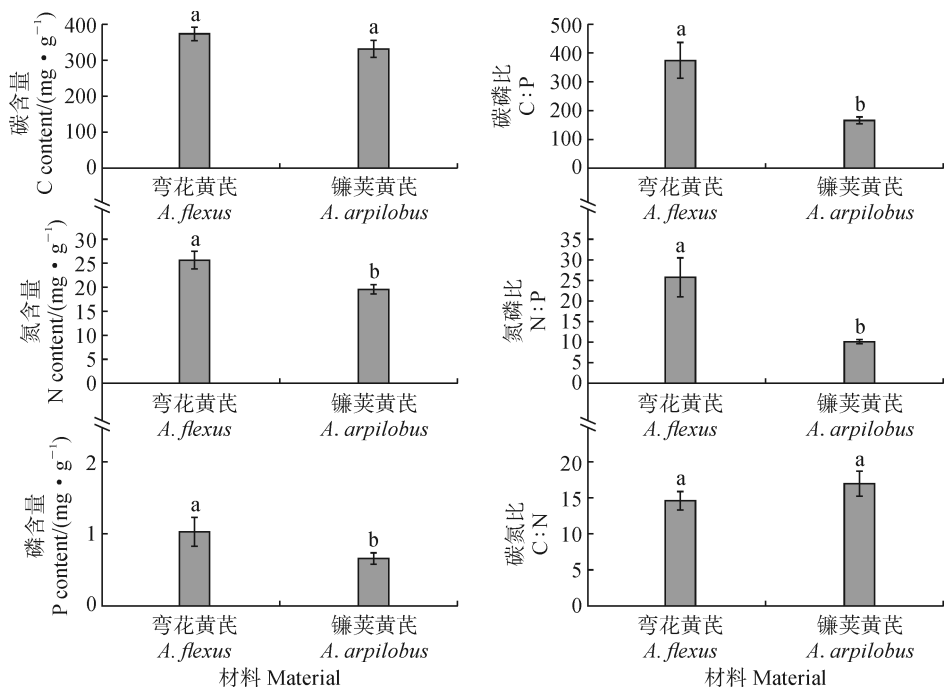 碳含量
C content/(mg·g⁻¹)
400
300
200
100
0
a
a
弯花黄芪
A. flexus
镰荚黄芪
A. arpilobus
氮含量
N content/(mg·g⁻¹)
30
25
20
15
10
5
0
a
b
弯花黄芪
A. flexus
镰荚黄芪
A. arpilobus
磷含量
P content/(mg·g⁻¹)
2
1
0
a
b
弯花黄芪
A. flexus
镰荚黄芪
A. arpilobus
材料 Material
碳磷比
C:P
500
400
300
200
100
0
a
b
弯花黄芪
A. flexus
镰荚黄芪
A. arpilobus
氮磷比
N:P
35
30
25
20
15
10
5
0
a
b
弯花黄芪
A. flexus
镰荚黄芪
A. arpilobus
碳氮比
C:N
20
15
10
5
0
a
a
弯花黄芪
A. flexus
镰荚黄芪
A. arpilobus
材料 Material